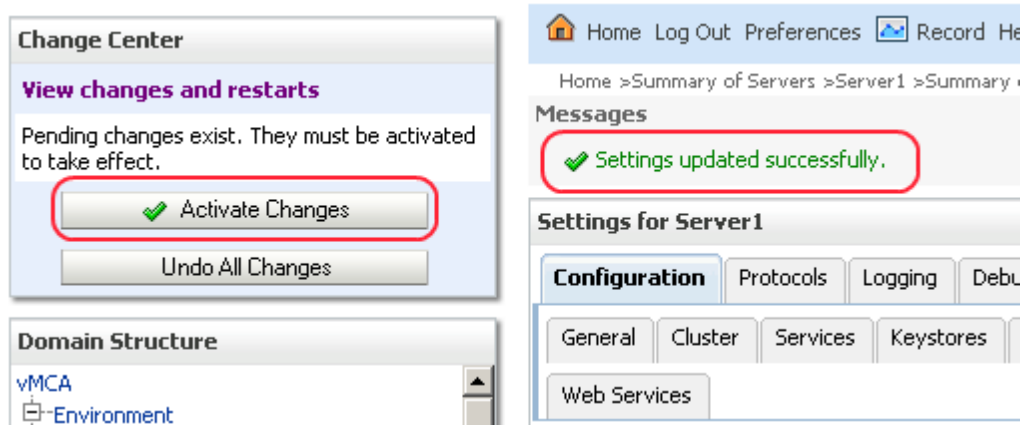 Change Center
View changes and restarts
Pending changes exist. They must be activated
to take effect.
Activate Changes
Undo All Changes
Domain Structure
vMCA
Environment
Home Log Out Preferences Record
Home >Summary of Servers >Server1 >Summary
Messages
Settings updated successfully.
Settings for Server1
Configuration Protocols Logging
General Cluster Services Keystores
Web Services